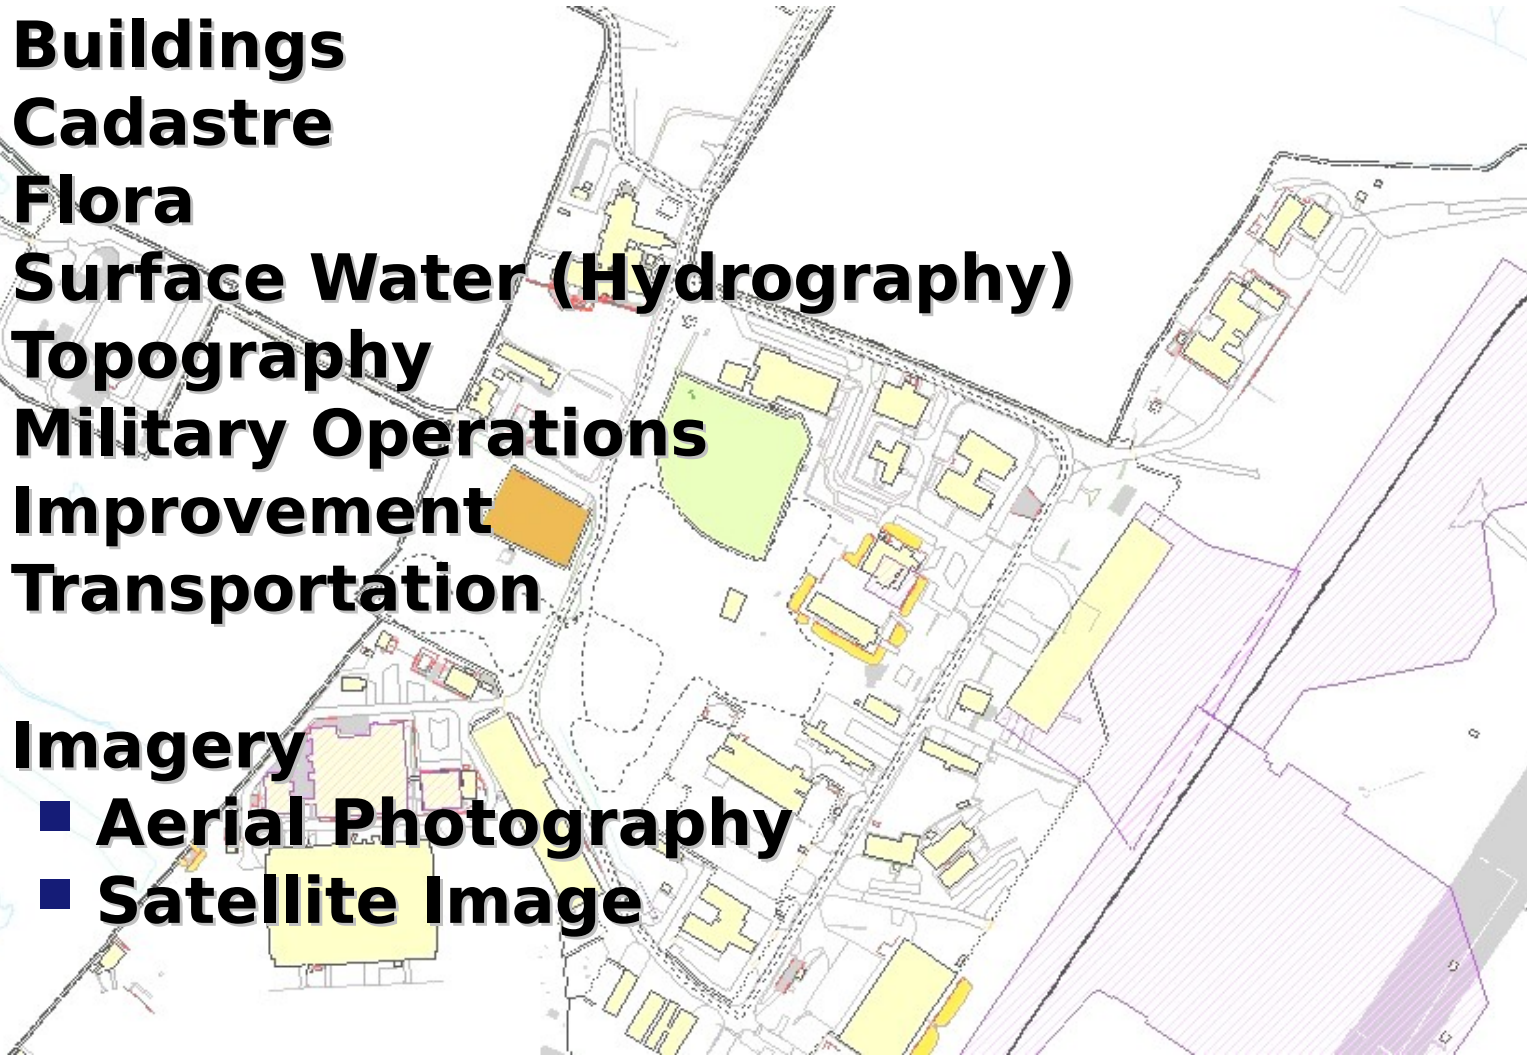 Buildings
Cadastre
Flora
Surface Water (Hydrography)
Topography
Military Operations
Improvement
Transportation
Imagery
Aerial Photography
Satellite Image